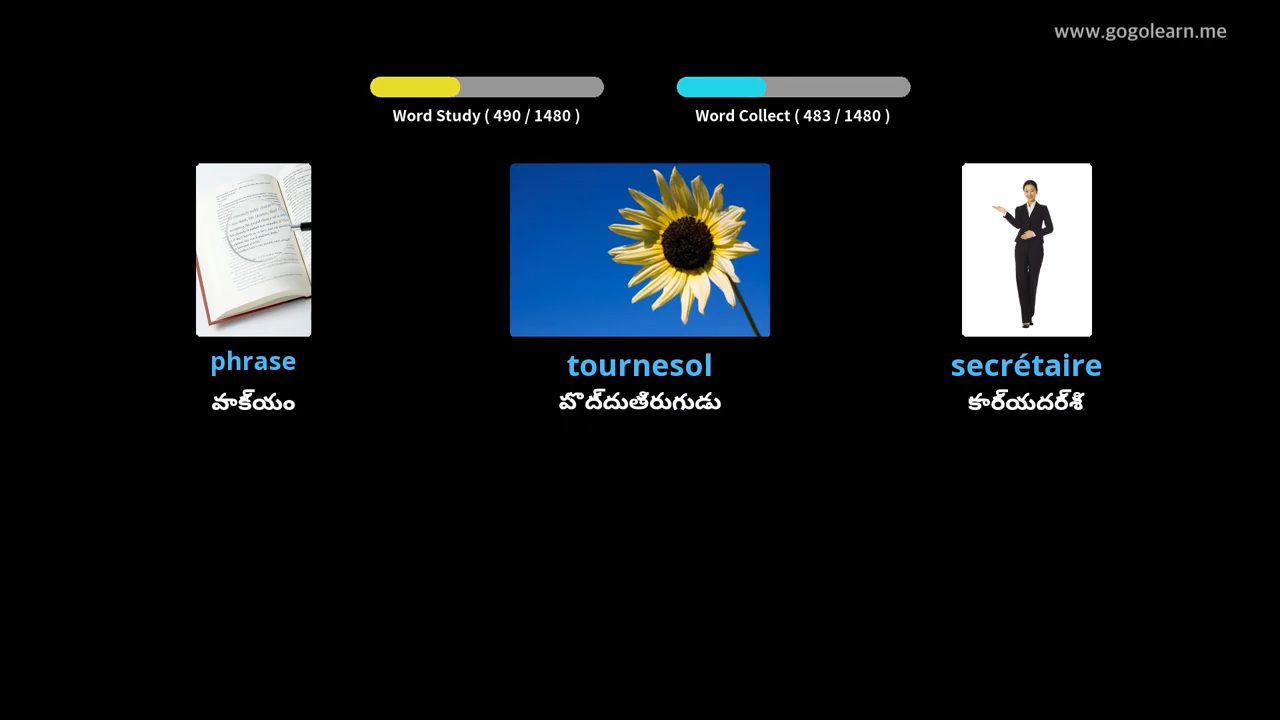 www.gogolearn.me
Word Study ( 490 / 1480 )
Word Collect ( 483 / 1480 )
phrase
tournesol
secrétaire
వాక్‌యం
పొద్‌దుతిరుగుడు
కార్‌యదర్‌శి